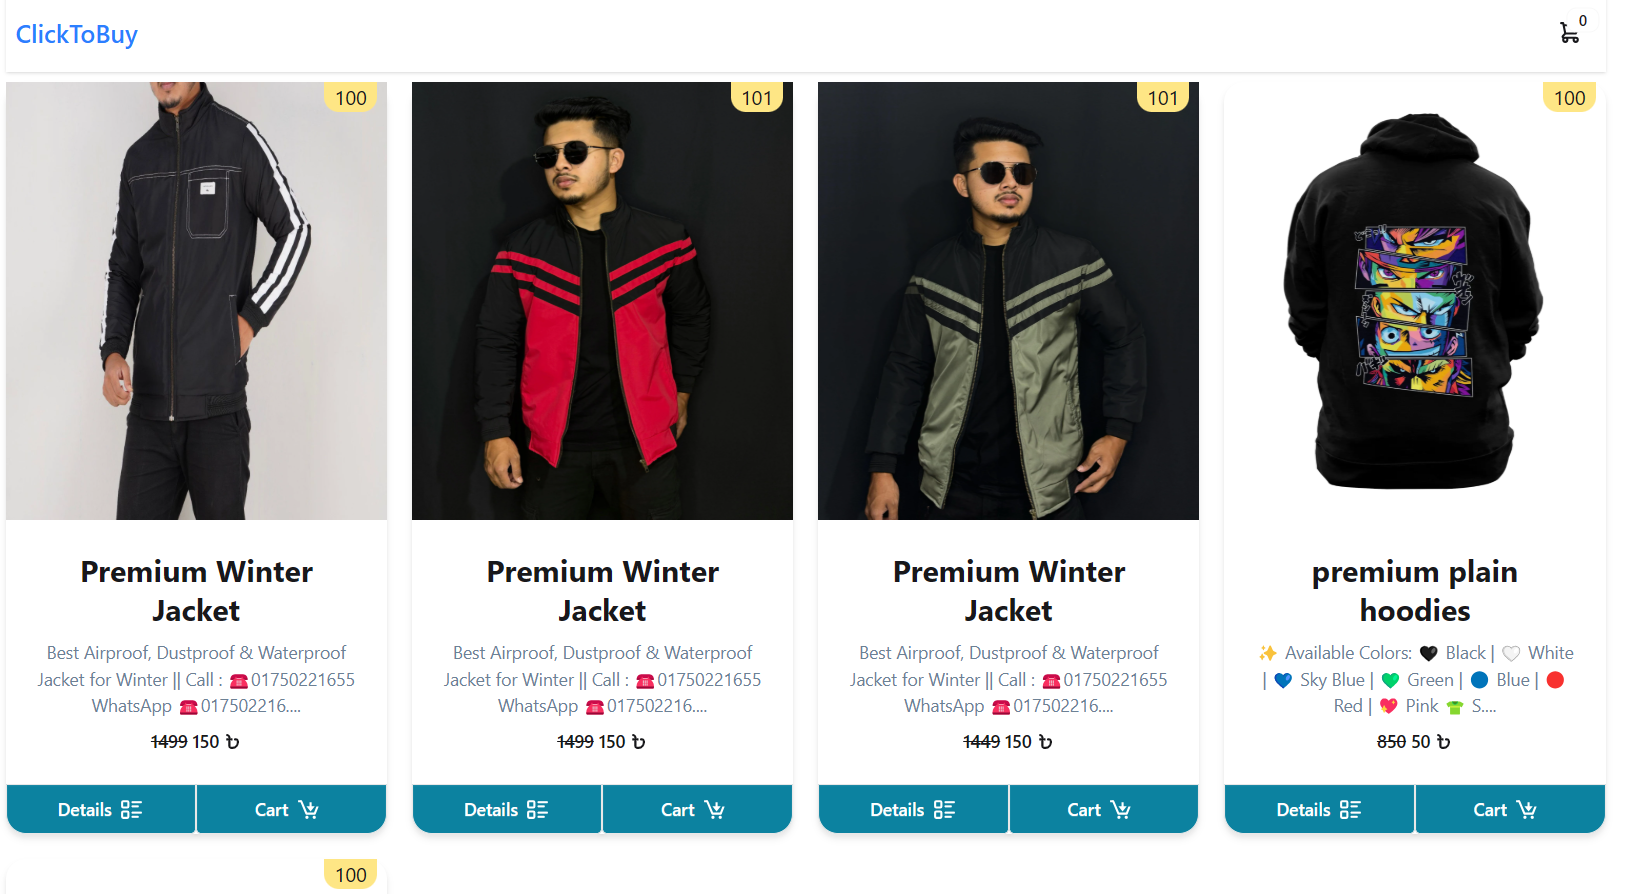 ClickToBuy
0
100
101
101
100
Premium Winter
Jacket
Best Airproof, Dustproof & Waterproof
Jacket for Winter || Call : ☎️01750221655
WhatsApp ☎️017502216....
1499 150 ৳
Details
Cart
Premium Winter
Jacket
Best Airproof, Dustproof & Waterproof
Jacket for Winter || Call : ☎️01750221655
WhatsApp ☎️017502216....
1499 150 ৳
Details
Cart
Premium Winter
Jacket
Best Airproof, Dustproof & Waterproof
Jacket for Winter || Call : ☎️01750221655
WhatsApp ☎️017502216....
1449 150 ৳
Details
Cart
premium plain
hoodies
✨ Available Colors: 🖤 Black | 🤍 White
| 💙 Sky Blue | 💚 Green | 🔵 Blue | 🔴
Red | 💖 Pink 👕 S....
850 50 ৳
Details
Cart
100